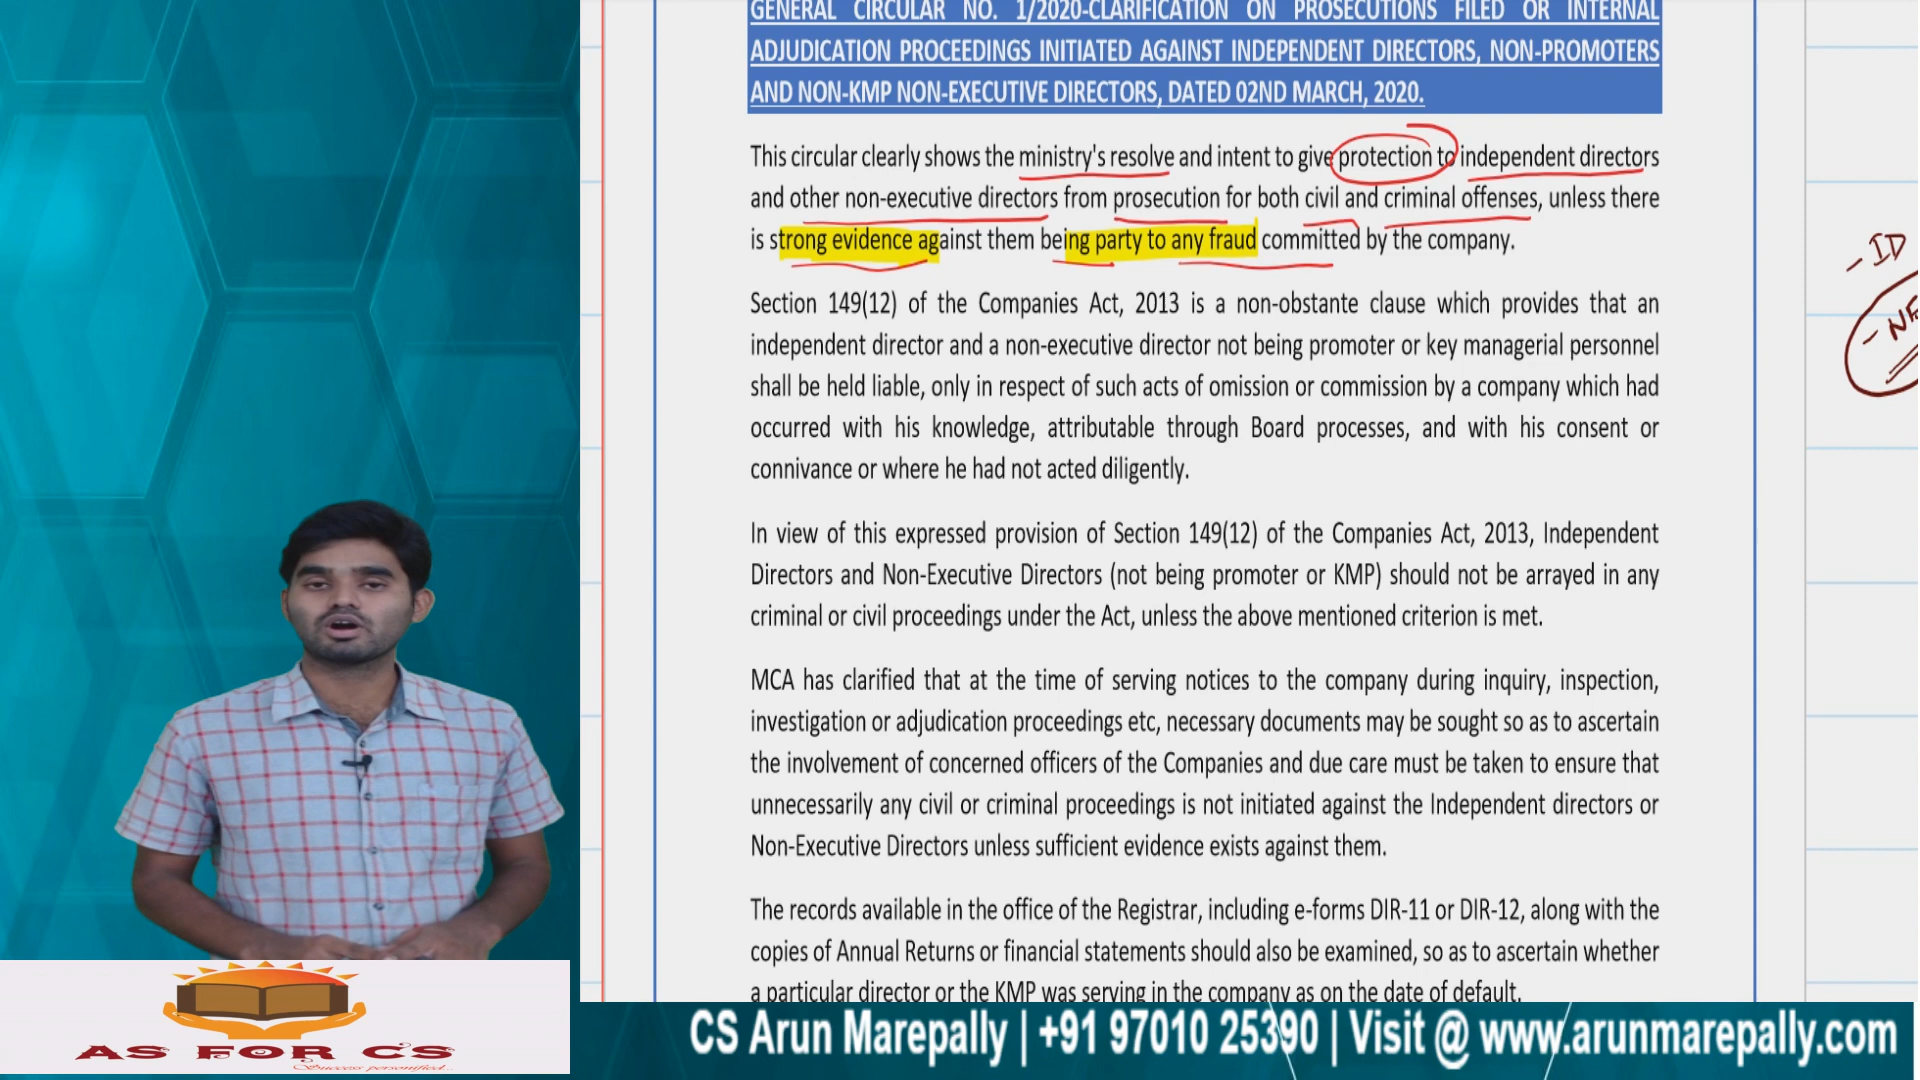 GENERAL CIRCULAR NO. 1/2020-CLARIFICATION ON PROSECUTIONS FILED OR INTERNAL
ADJUDICATION PROCEEDINGS INITIATED AGAINST INDEPENDENT DIRECTORS, NON-PROMOTERS
AND NON-KMP NON-EXECUTIVE DIRECTORS, DATED 02ND MARCH, 2020.
This circular clearly shows the ministry's resolve and intent to give protection to independent directors
and other non-executive directors from prosecution for both civil and criminal offenses, unless there
is strong evidence against them being party to any fraud committed by the company.
- ID
Section 149(12) of the Companies Act, 2013 is a non-obstante clause which provides that an
independent director and a non-executive director not being promoter or key managerial personnel
shall be held liable, only in respect of such acts of omission or commission by a company which had
occurred with his knowledge, attributable through Board processes, and with his consent or
connivance or where he had not acted diligently.
In view of this expressed provision of Section 149(12) of the Companies Act, 2013, Independent
Directors and Non-Executive Directors (not being promoter or KMP) should not be arrayed in any
criminal or civil proceedings under the Act, unless the above mentioned criterion is met.
MCA has clarified that at the time of serving notices to the company during inquiry, inspection,
investigation or adjudication proceedings etc, necessary documents may be sought so as to ascertain
the involvement of concerned officers of the Companies and due care must be taken to ensure that
unnecessarily any civil or criminal proceedings is not initiated against the Independent directors or
Non-Executive Directors unless sufficient evidence exists against them.
The records available in the office of the Registrar, including e-forms DIR-11 or DIR-12, along with the
copies of Annual Returns or financial statements should also be examined, so as to ascertain whether
a particular director or the KMP was serving in the company as on the date of default.
AS FOR CS
Success personified...
CS Arun Marepally | +91 97010 25390 | Visit @ www.arunmarepally.com